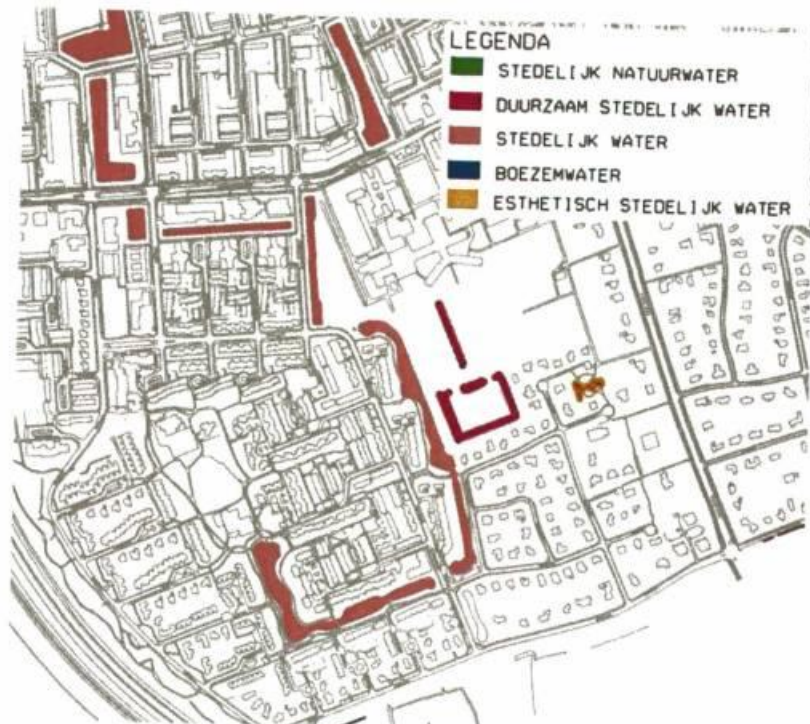 LEGENDA
STEDELIJK NATUURWATER
DUURZAAM STEDELIJK WATER
STEDELIJK WATER
BOEZEMWATER
ESTHETISCH STEDELIJK WATER